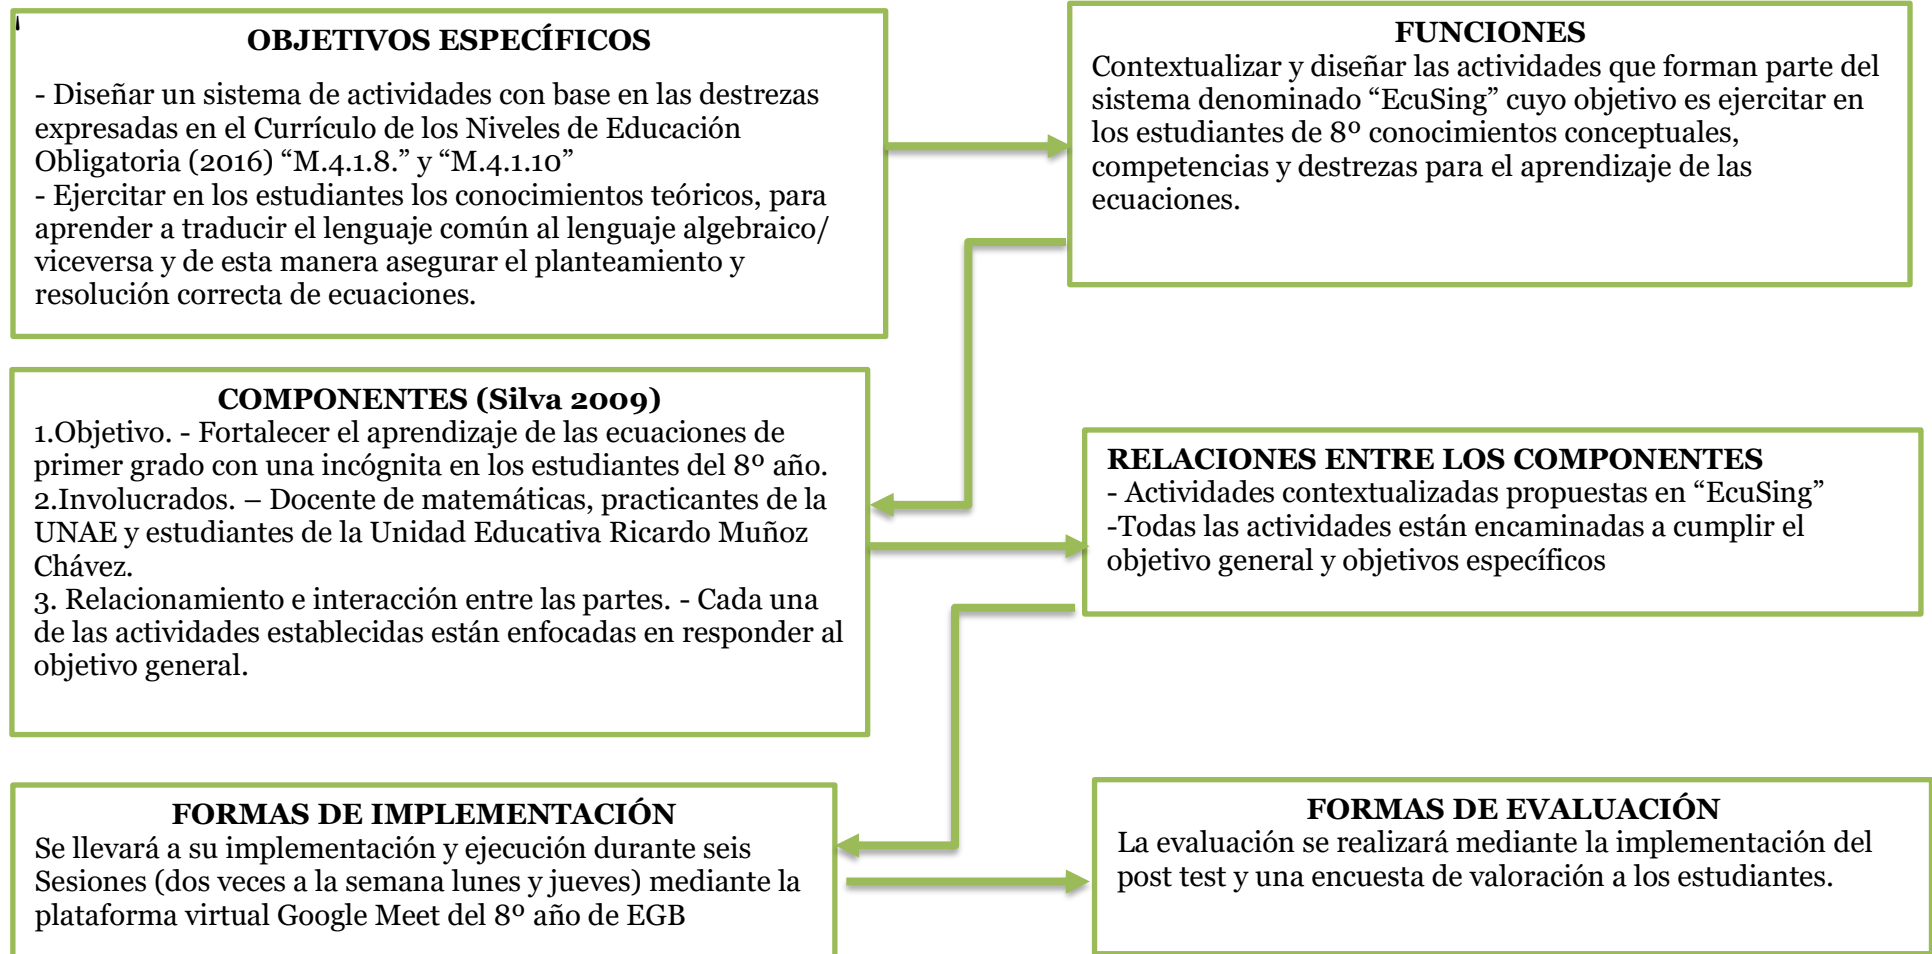 OBJETIVOS ESPECÍFICOS
- Diseñar un sistema de actividades con base en las destrezas
expresadas en el Currículo de los Niveles de Educación
Obligatoria (2016) “M.4.1.8.” y “M.4.1.10”
- Ejercitar en los estudiantes los conocimientos teóricos, para
aprender a traducir el lenguaje común al lenguaje algebraico/
viceversa y de esta manera asegurar el planteamiento y
resolución correcta de ecuaciones.
FUNCIONES
Contextualizar y diseñar las actividades que forman parte del
sistema denominado “EcuSing” cuyo objetivo es ejercitar en
los estudiantes de 8º conocimientos conceptuales,
competencias y destrezas para el aprendizaje de las
ecuaciones.
COMPONENTES (Silva 2009)
1.Objetivo. - Fortalecer el aprendizaje de las ecuaciones de
primer grado con una incógnita en los estudiantes del 8º año.
2.Involucrados. – Docente de matemáticas, practicantes de la
UNAE y estudiantes de la Unidad Educativa Ricardo Muñoz
Chávez.
3. Relacionamiento e interacción entre las partes. - Cada una
de las actividades establecidas están enfocadas en responder al
objetivo general.
RELACIONES ENTRE LOS COMPONENTES
- Actividades contextualizadas propuestas en “EcuSing”
-Todas las actividades están encaminadas a cumplir el
objetivo general y objetivos específicos
FORMAS DE IMPLEMENTACIÓN
Se llevará a su implementación y ejecución durante seis
Sesiones (dos veces a la semana lunes y jueves) mediante la
plataforma virtual Google Meet del 8º año de EGB
FORMAS DE EVALUACIÓN
La evaluación se realizará mediante la implementación del
post test y una encuesta de valoración a los estudiantes.